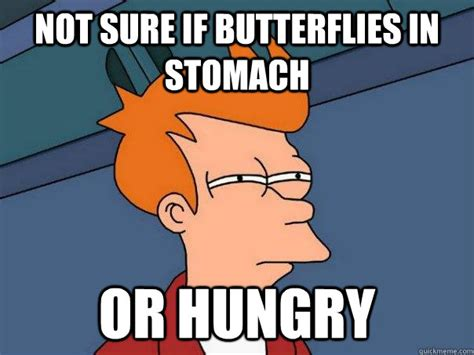 NOT SURE IF BUTTERFLIES IN
STOMACH
OR HUNGRY
quickmeme.com